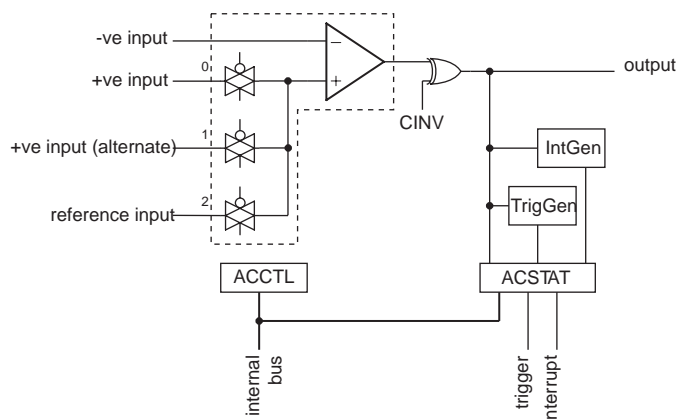 -ve input
+ve input
0
output
CINV
+ve input (alternate)
1
IntGen
reference input
2
TrigGen
ACCTL
ACSTAT
internal
bus
trigger
nterrupt